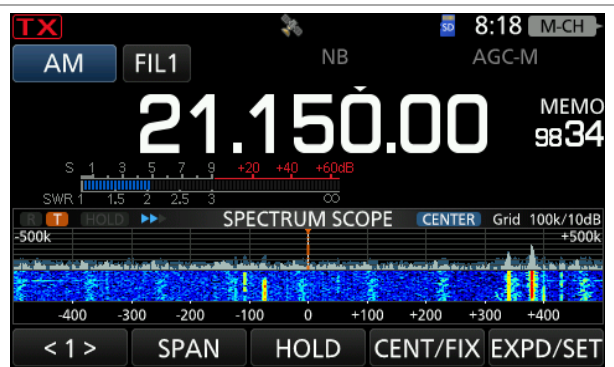 TX SD 8:18 M-CH
AM FIL1 NB AGC-M
21.150.00 MEMO
9834
S 1 3 5 7 9 +20 +40 +60dB
SWR 1 1.5 2 2.5 3 ∞
R T HOLD SPECTRUM SCOPE CENTER Grid 100k/10dB
-500k +500k
-400 -300 -200 -100 0 +100 +200 +300 +400
< 1 > SPAN HOLD CENT/FIX EXPD/SET